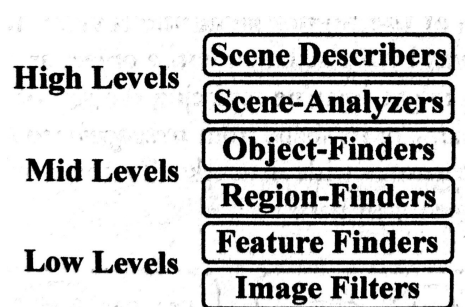 High Levels
Scene Describers
Scene-Analyzers
Mid Levels
Object-Finders
Region-Finders
Low Levels
Feature Finders
Image Filters